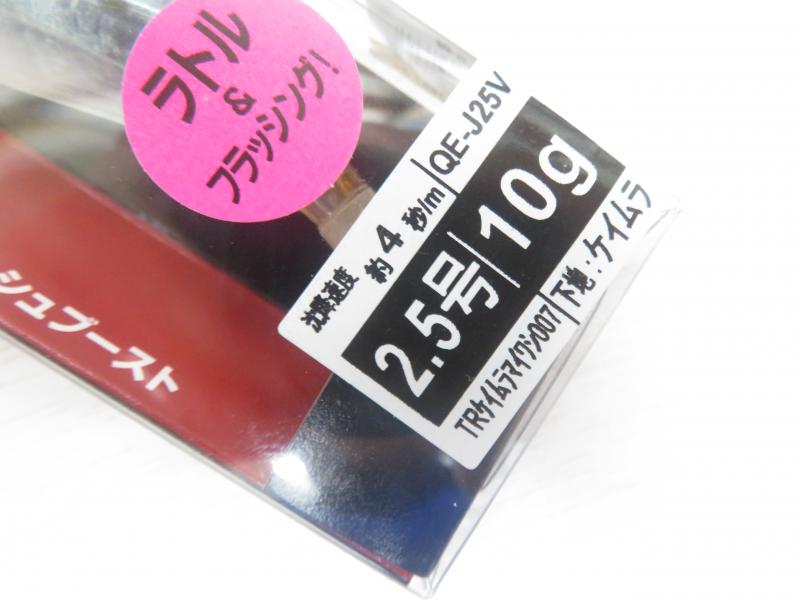 ラトル
&
フラッシング!
沈降速度 約4秒/m QE-J25V
2.5号 10g
TRケイムラマイワシ007 下地:ケイムラ
シュブースト